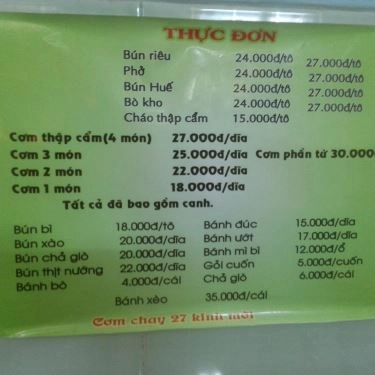 THỰC ĐƠN
Bún riêu 24.000đ/tô 27.000đ/tô
Phở 24.000đ/tô 27.000đ/tô
Bún Huế 24.000đ/tô 27.000đ/tô
Bò kho 24.000đ/tô 27.000đ/tô
Cháo thập cẩm 15.000đ/tô
Cơm thập cẩm(4 món) 27.000đ/dĩa
Cơm 3 món 25.000đ/dĩa Cơm phần từ 30.000
Cơm 2 món 22.000đ/dĩa
Cơm 1 món 18.000đ/dĩa
Tất cả đã bao gồm canh.
Bún bì 18.000đ/tô Bánh đúc 15.000đ/dĩa
Bún xào 20.000đ/dĩa Bánh ướt 17.000đ/dĩa
Bún chả giò 20.000đ/dĩa Bánh mì bì 12.000đ/ổ
Bún thịt nướng 22.000đ/dĩa Gỏi cuốn 5.000đ/cuốn
Bánh bò 4.000đ/cái Chả giò 6.000đ/cái
Bánh xèo 35.000đ/cái
Cơm chay 27 kính mời